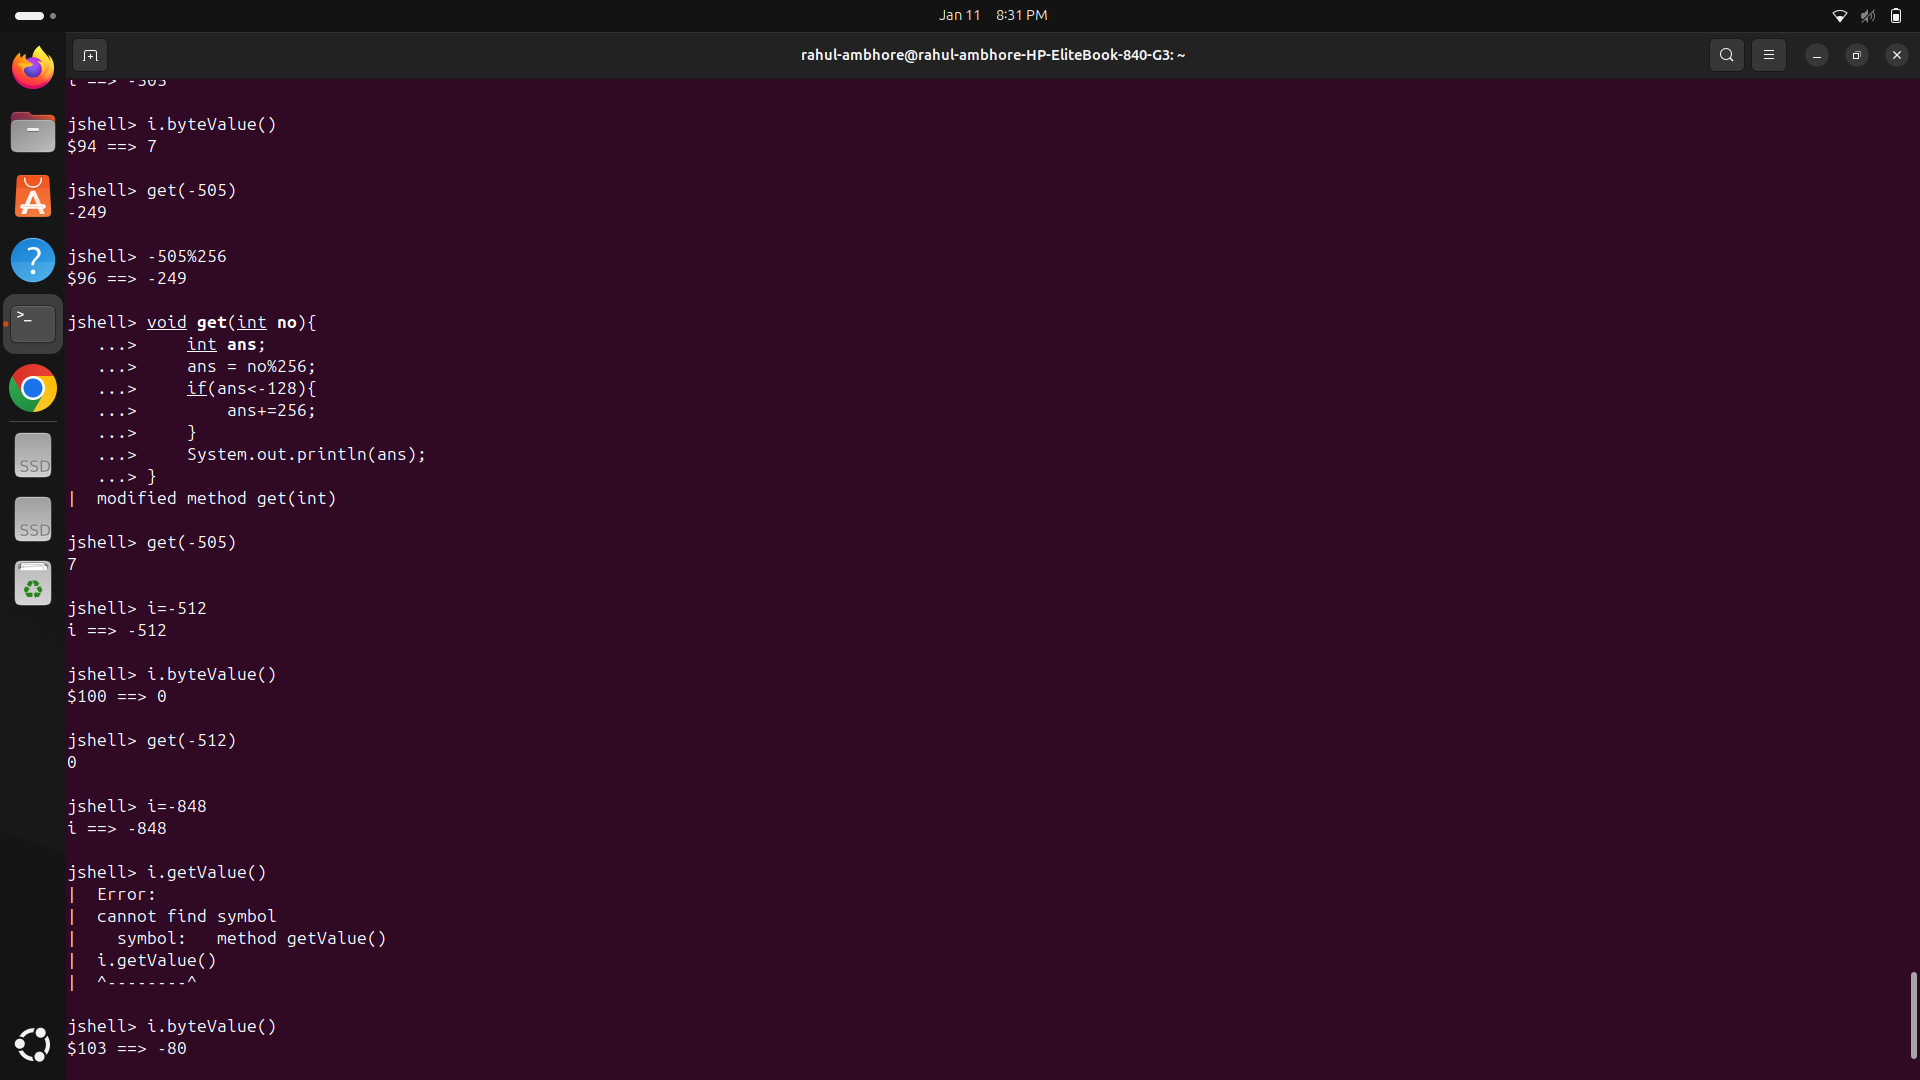 Jan 11 8:31 PM
rahul-ambhore@rahul-ambhore-HP-EliteBook-840-G3: ~
i ==> -505
jshell> i.byteValue()
$94 ==> 7
jshell> get(-505)
-249
jshell> -505%256
$96 ==> -249
jshell> void get(int no){
   ...>     int ans;
   ...>     ans = no%256;
   ...>     if(ans<-128){
   ...>         ans+=256;
   ...>     }
   ...>     System.out.println(ans);
   ...> }
|  modified method get(int)
jshell> get(-505)
7
jshell> i=-512
i ==> -512
jshell> i.byteValue()
$100 ==> 0
jshell> get(-512)
0
jshell> i=-848
i ==> -848
jshell> i.getValue()
|  Error:
|  cannot find symbol
|    symbol:   method getValue()
|  i.getValue()
|  ^--------^
jshell> i.byteValue()
$103 ==> -80
SSD
SSD